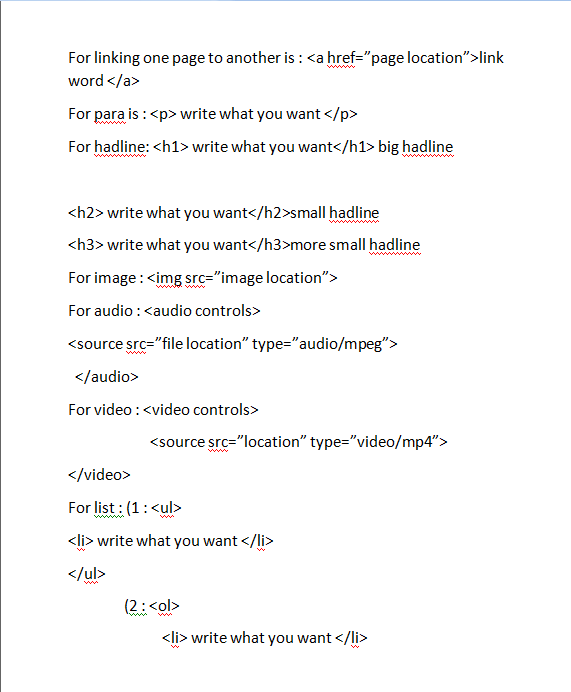 For linking one page to another is : <a href=”page location”>link
word </a>
For para is : <p> write what you want </p>
For hadline: <h1> write what you want</h1> big hadline
<h2> write what you want</h2>small hadline
<h3> write what you want</h3>more small hadline
For image : <img src=”image location”>
For audio : <audio controls>
<source src=”file location” type=”audio/mpeg”>
</audio>
For video : <video controls>
<source src=”location” type=”video/mp4”>
</video>
For list : (1 : <ul>
<li> write what you want </li>
</ul>
(2 : <ol>
<li> write what you want </li>